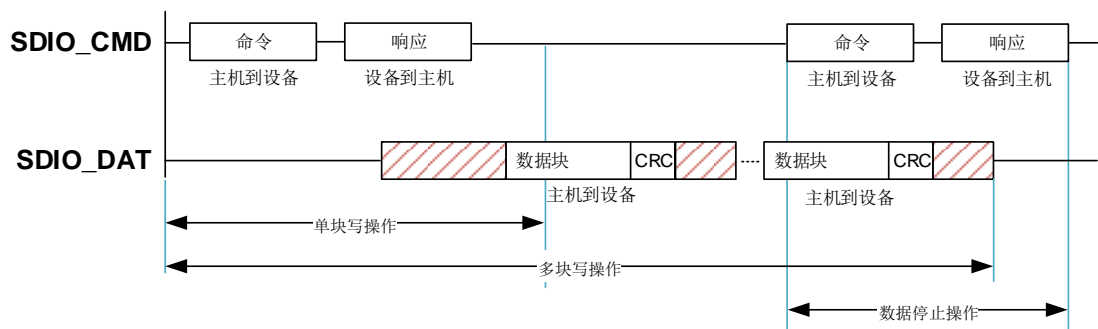 SDIO_CMD 命令 响应 命令 响应
主机到设备 设备到主机 主机到设备 设备到主机
SDIO_DAT 数据块 CRC 数据块 CRC
主机到设备 主机到设备
单块写操作
多块写操作
数据停止操作